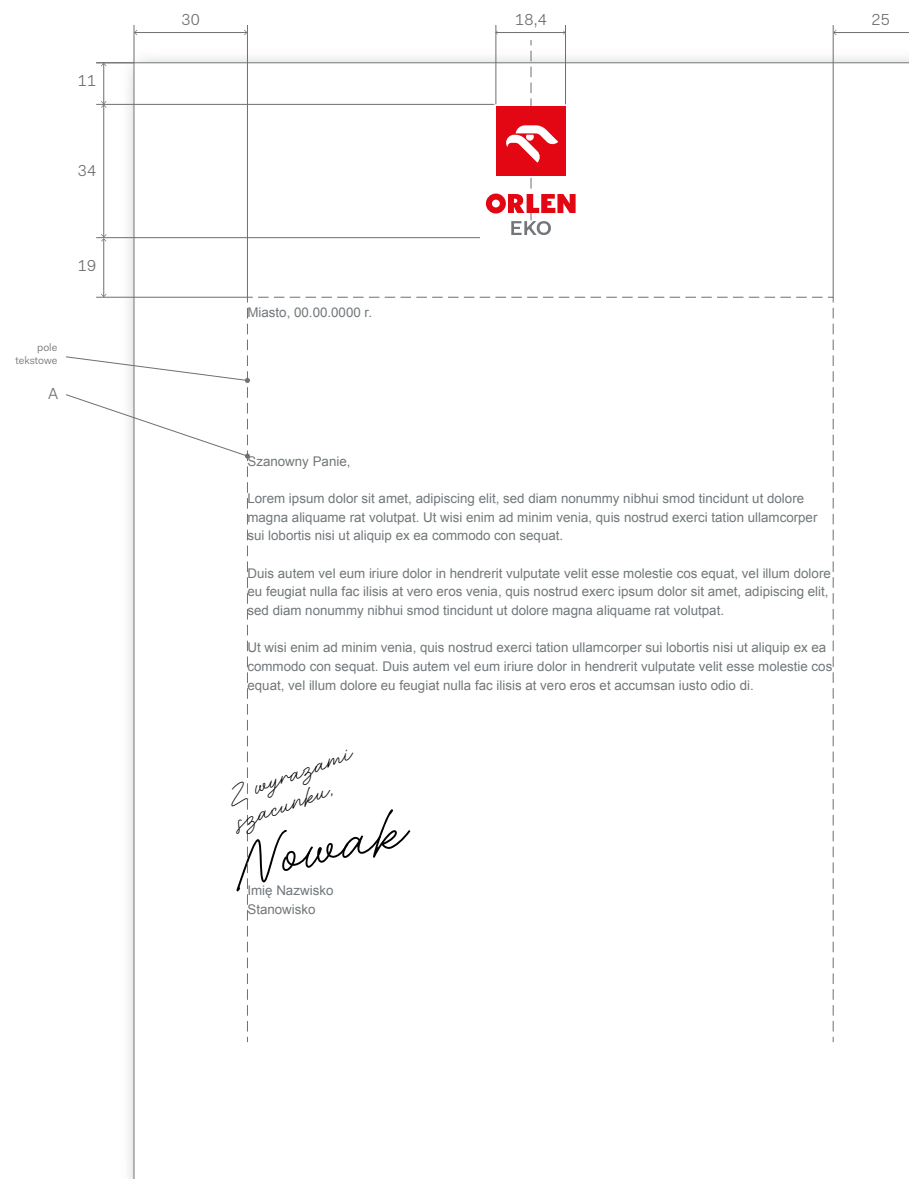 30
18,4
25
11
34
19
ORLEN
EKO
Miasto, 00.00.0000 r.
pole
tekstowe
A
Szanowny Panie,
Lorem ipsum dolor sit amet, adipiscing elit, sed diam nonummy nibhui smod tincidunt ut dolore
magna aliquame rat volutpat. Ut wisi enim ad minim venia, quis nostrud exerci tation ullamcorper
sui lobortis nisi ut aliquip ex ea commodo con sequat.
Duis autem vel eum iriure dolor in hendrerit vulputate velit esse molestie cos equat, vel illum dolore
eu feugiat nulla fac ilisis at vero eros venia, quis nostrud exerc ipsum dolor sit amet, adipiscing elit,
sed diam nonummy nibhui smod tincidunt ut dolore magna aliquame rat volutpat.
Ut wisi enim ad minim venia, quis nostrud exerci tation ullamcorper sui lobortis nisi ut aliquip ex ea
commodo con sequat. Duis autem vel eum iriure dolor in hendrerit vulputate velit esse molestie cos
equat, vel illum dolore eu feugiat nulla fac ilisis at vero eros et accumsan iusto odio di.
Z wyrazami
szacunku,
Nowak
Imię Nazwisko
Stanowisko